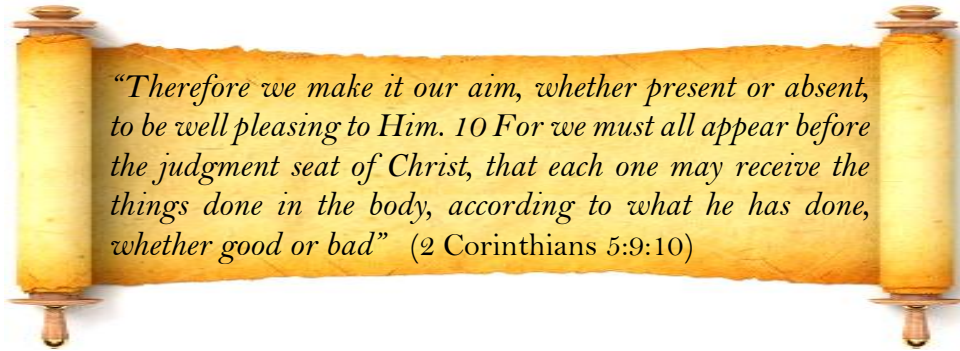 “Therefore we make it our aim, whether present or absent,
to be well pleasing to Him. 10 For we must all appear before
the judgment seat of Christ, that each one may receive the
things done in the body, according to what he has done,
whether good or bad” (2 Corinthians 5:9:10)